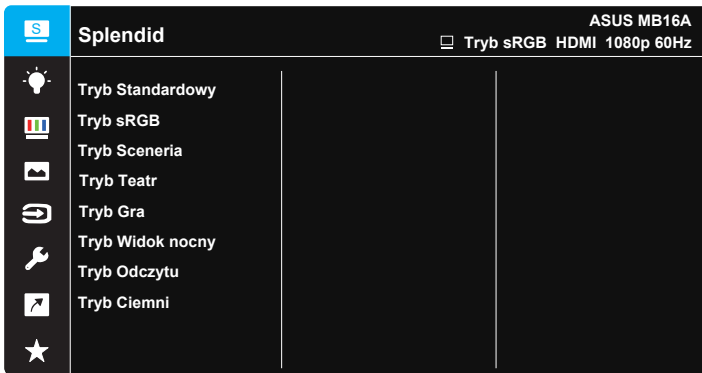 S
Splendid
ASUS MB16A
Tryb sRGB HDMI 1080p 60Hz
Tryb Standardowy
Tryb sRGB
Tryb Sceneria
Tryb Teatr
Tryb Gra
Tryb Widok nocny
Tryb Odczytu
Tryb Ciemni